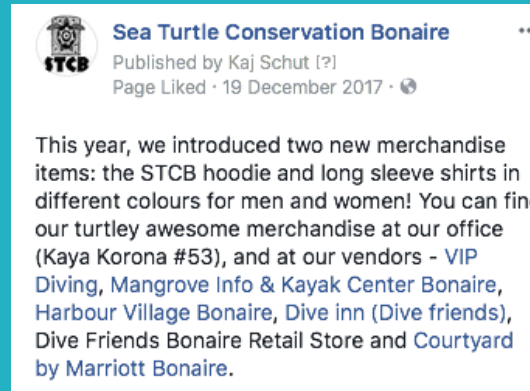 STCB
Sea Turtle Conservation Bonaire
Published by Kaj Schut [?]
Page Liked · 19 December 2017 ·
This year, we introduced two new merchandise
items: the STCB hoodie and long sleeve shirts in
different colours for men and women! You can fin
our turtley awesome merchandise at our office
(Kaya Korona #53), and at our vendors - VIP
Diving, Mangrove Info & Kayak Center Bonaire,
Harbour Village Bonaire, Dive inn (Dive friends),
Dive Friends Bonaire Retail Store and Courtyard
by Marriott Bonaire.